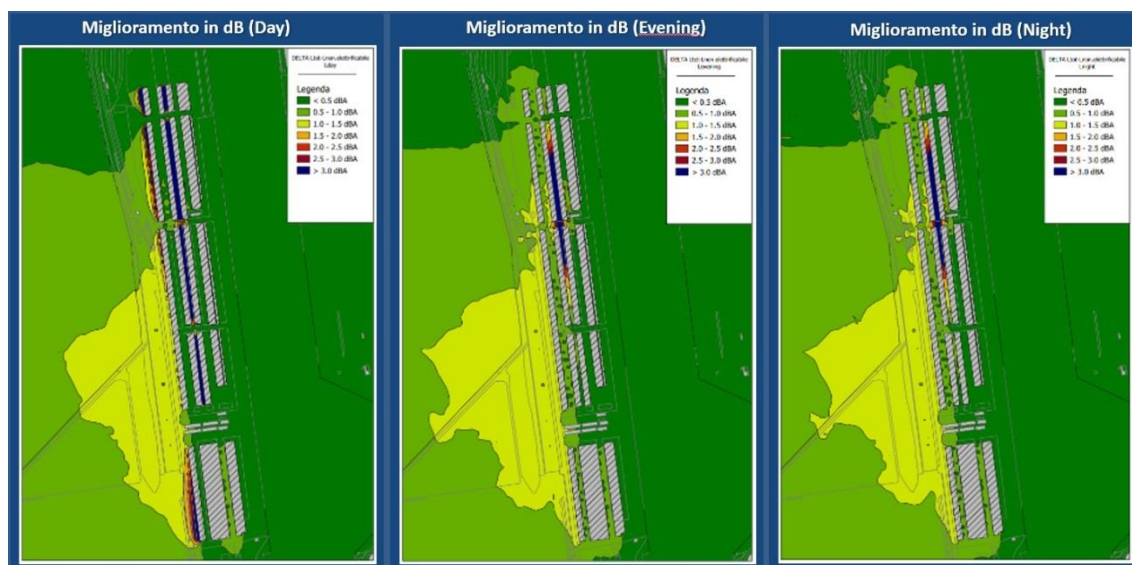 Miglioramento in dB (Day)
Legenda
< 0.5 dBA
0.5 - 1.0 dBA
1.0 - 1.5 dBA
1.5 - 2.0 dBA
2.0 - 2.5 dBA
2.5 - 3.0 dBA
> 3.0 dBA
Miglioramento in dB (Evening)
Legenda
< 0.5 dBA
0.5 - 1.0 dBA
1.0 - 1.5 dBA
1.5 - 2.0 dBA
2.0 - 2.5 dBA
2.5 - 3.0 dBA
> 3.0 dBA
Miglioramento in dB (Night)
Legenda
< 0.5 dBA
0.5 - 1.0 dBA
1.0 - 1.5 dBA
1.5 - 2.0 dBA
2.0 - 2.5 dBA
2.5 - 3.0 dBA
> 3.0 dBA